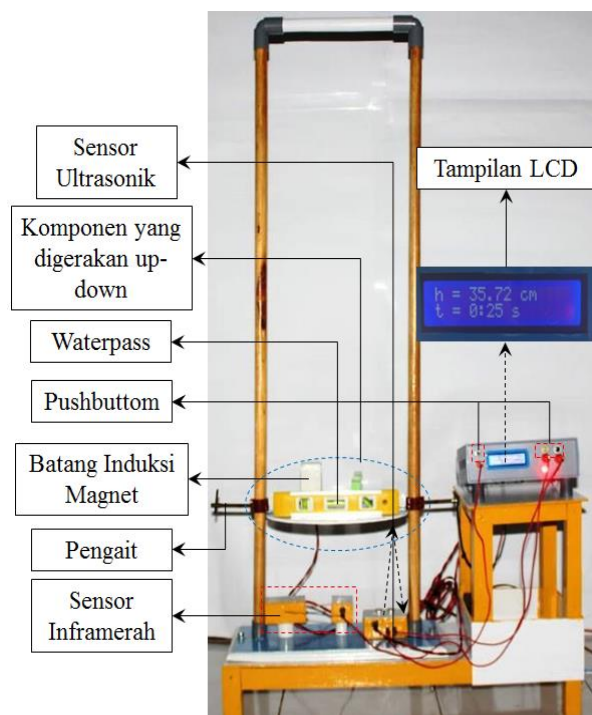 Sensor
Ultrasonik
Tampilan LCD
Komponen yang
digerakan up-
down
h = 35.72 cm
t = 0:25 s
Waterpass
Pushbuttom
Batang Induksi
Magnet
Pengait
Sensor
Inframerah